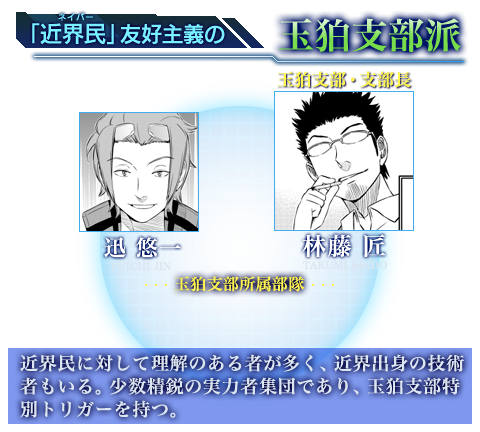 ネイバー
「近界民」友好主義の
玉狛支部派
玉狛支部・支部長
迅 悠一
林藤 匠
･･･玉狛支部所属部隊･･･
近界民に対して理解のある者が多く、近界出身の技術
者もいる。少数精鋭の実力者集団であり、玉狛支部特
別トリガーを持つ。